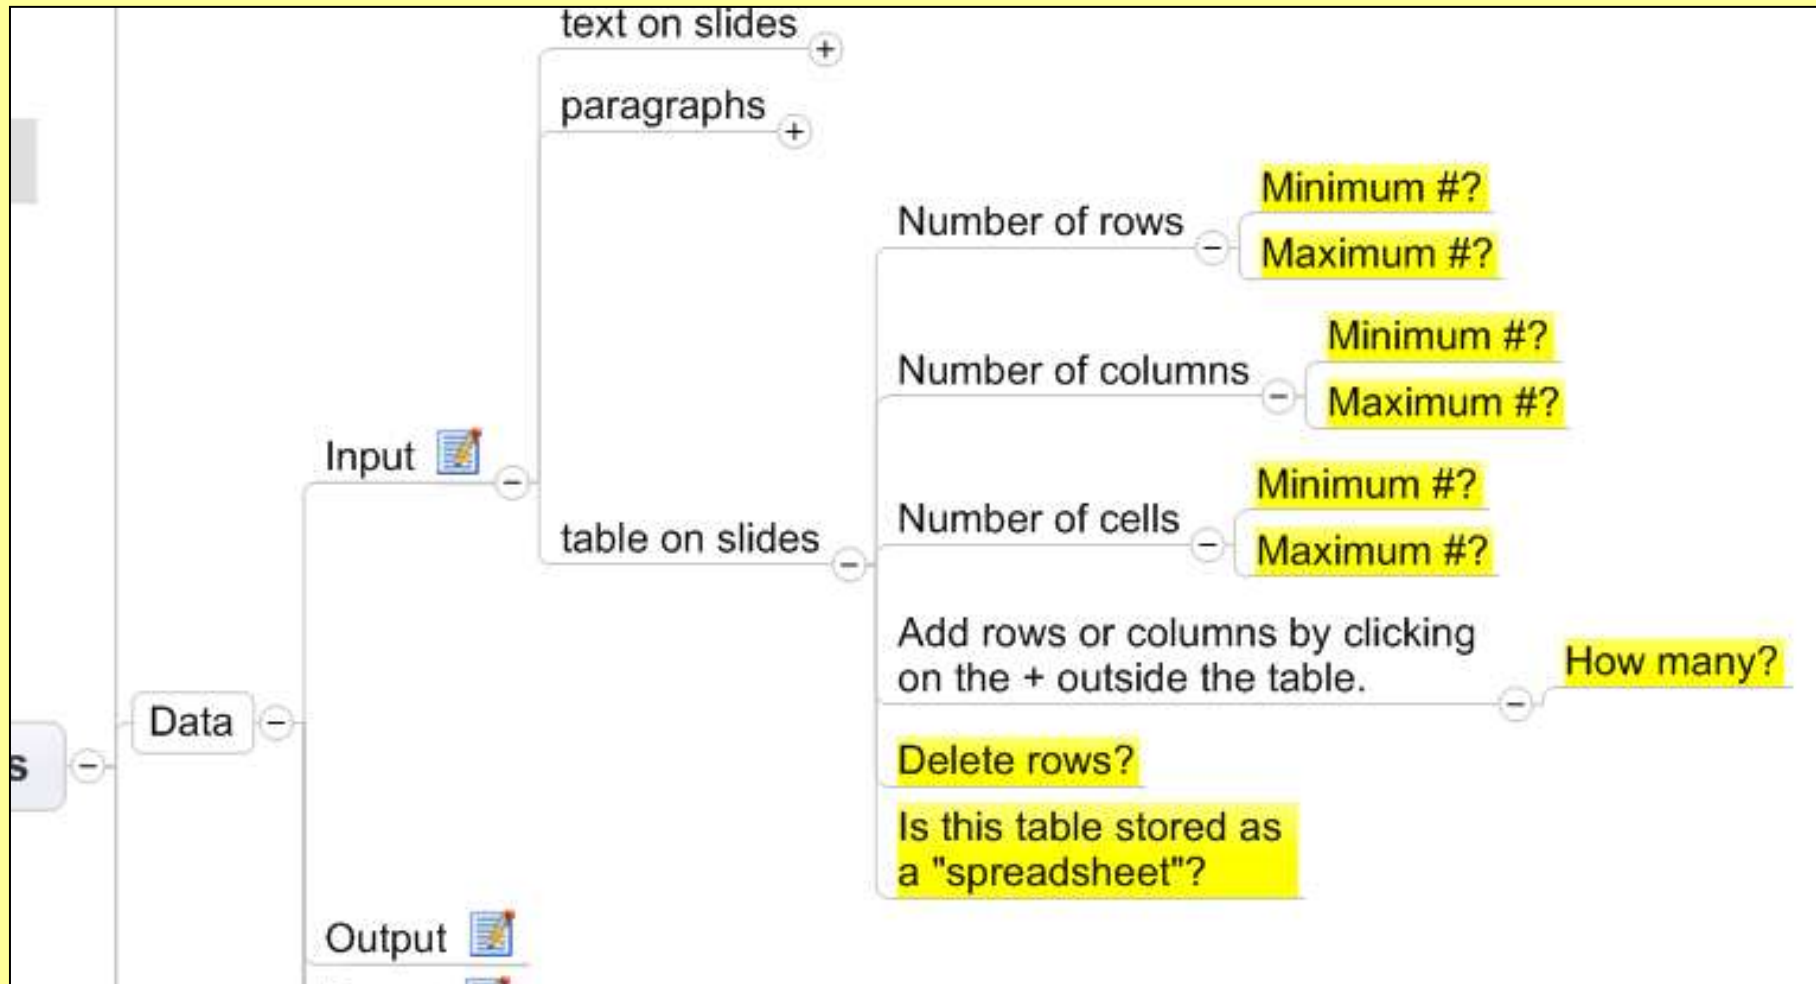 text on slides
paragraphs
Number of rows
Minimum #?
Maximum #?
Number of columns
Minimum #?
Maximum #?
Input
table on slides
Number of cells
Minimum #?
Maximum #?
Add rows or columns by clicking
on the + outside the table.
How many?
Data
s
Delete rows?
Is this table stored as
a "spreadsheet"?
Output